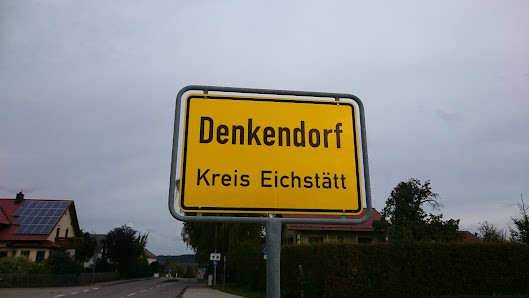 Denkendorf
Kreis Eichstätt